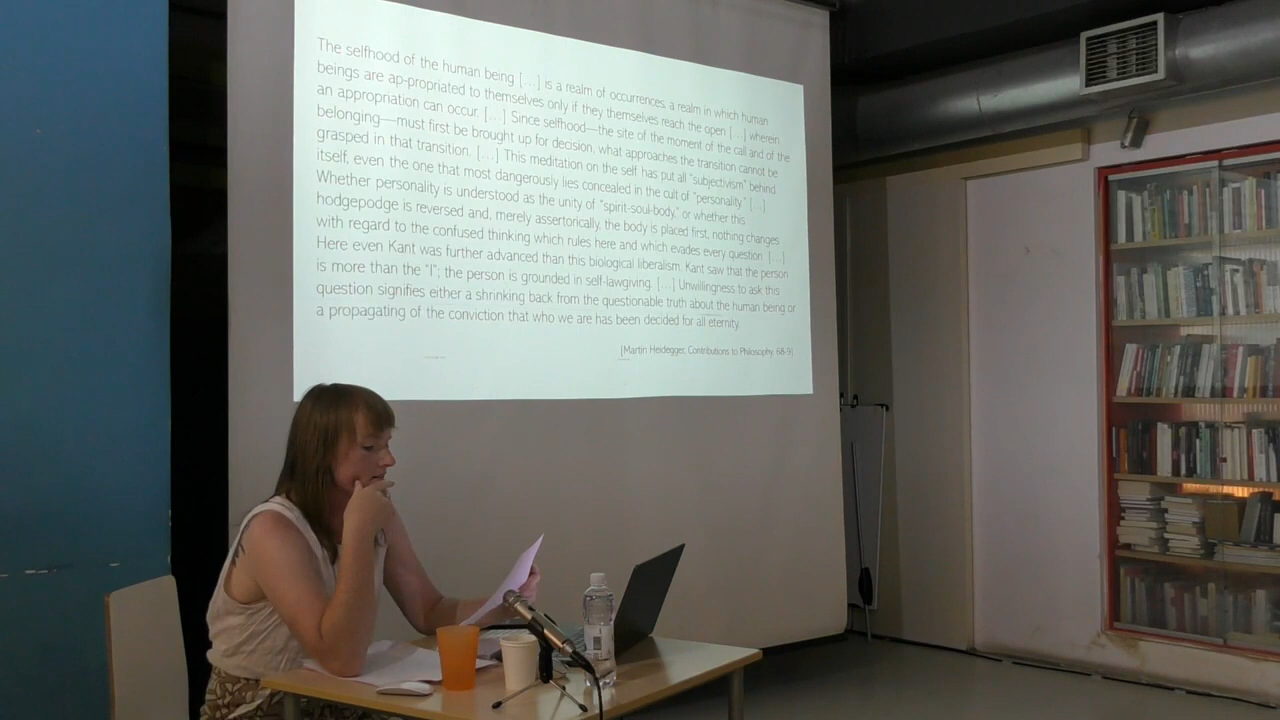 The selfhood of the human being [...] is a realm of occurrences, a realm in which human
beings are ap-propriated to themselves only if they themselves reach the open [...] wherein
an appropriation can occur. [...] Since selfhood—the site of the moment of the call and of the
belonging—must first be brought up for decision, what approaches the transition cannot be
grasped in that transition. [...] This meditation on the self has put all "subjectivism" behind
itself, even the one that most dangerously lies concealed in the cult of "personality." [...]
Whether personality is understood as the unity of "spirit-soul-body," or whether this
hodgepodge is reversed and, merely assertorically, the body is placed first, nothing changes
with regard to the confused thinking which rules here and which evades every question. [...]
Here even Kant was further advanced than this biological liberalism. Kant saw that the person
is more than the "I"; the person is grounded in self-lawgiving. [...] Unwillingness to ask this
question signifies either a shrinking back from the questionable truth about the human being or
a propagating of the conviction that who we are has been decided for all eternity.
[Martin Heidegger, Contributions to Philosophy, 68-9]